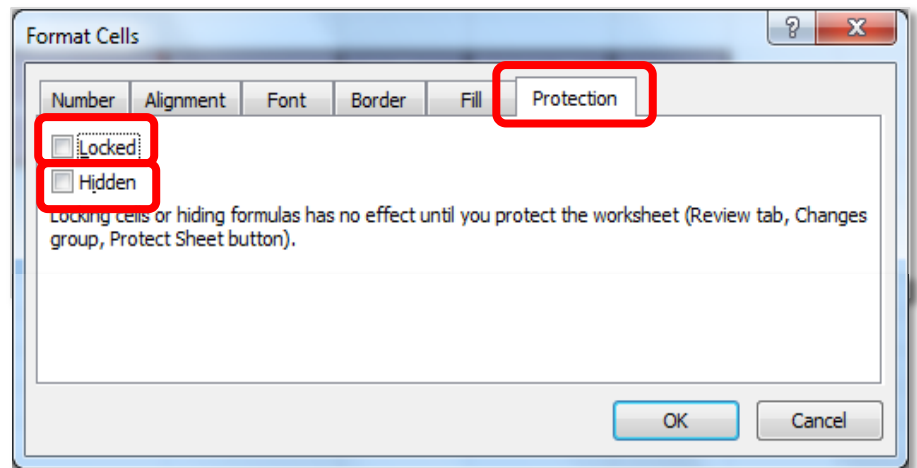 Format Cells
Number Alignment Font Border Fill Protection
Locked
Hidden
Locking cells or hiding formulas has no effect until you protect the worksheet (Review tab, Changes
group, Protect Sheet button).
OK Cancel